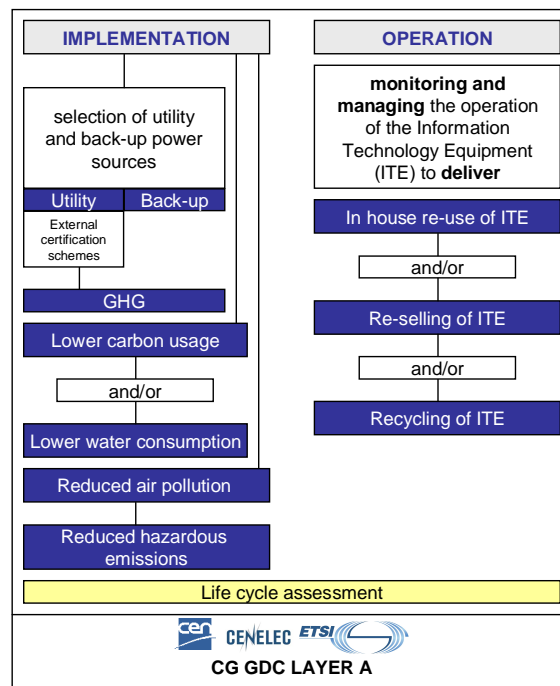 IMPLEMENTATION
selection of utility
and back-up power
sources
Utility
Back-up
External
certification
schemes
GHG
Lower carbon usage
and/or
Lower water consumption
Reduced air pollution
Reduced hazardous
emissions
OPERATION
monitoring and
managing the operation
of the Information
Technology Equipment
(ITE) to deliver
In house re-use of ITE
and/or
Re-selling of ITE
and/or
Recycling of ITE
Life cycle assessment
cen CENELEC ETSI
CG GDC LAYER A